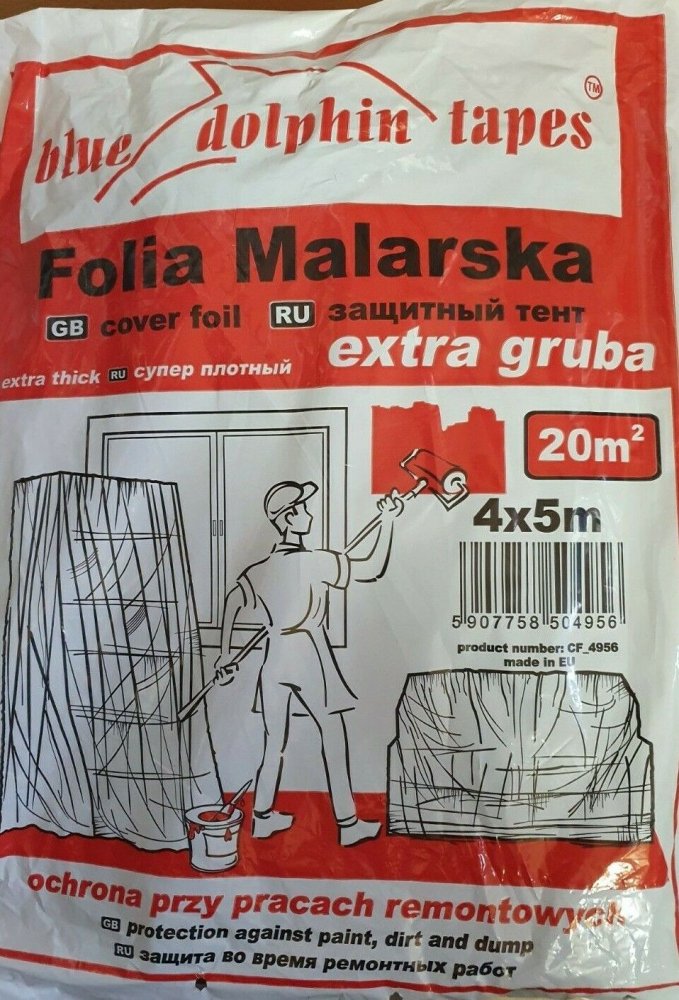 blue dolphin tapes TM
Folia Malarska
GB cover foil RU защитный тент
extra gruba
extra thick RU супер плотный
20m²
4x5m
5 907758 504956
product number: CF_4956
made in EU
ochrona przy pracach remontowych
GB protection against paint, dirt and dump
RU защита во время ремонтных работ